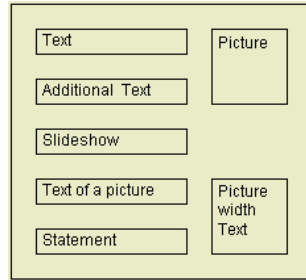 Text
Additional Text
Slideshow
Text of a picture
Statement
Picture
Picture
width
Text